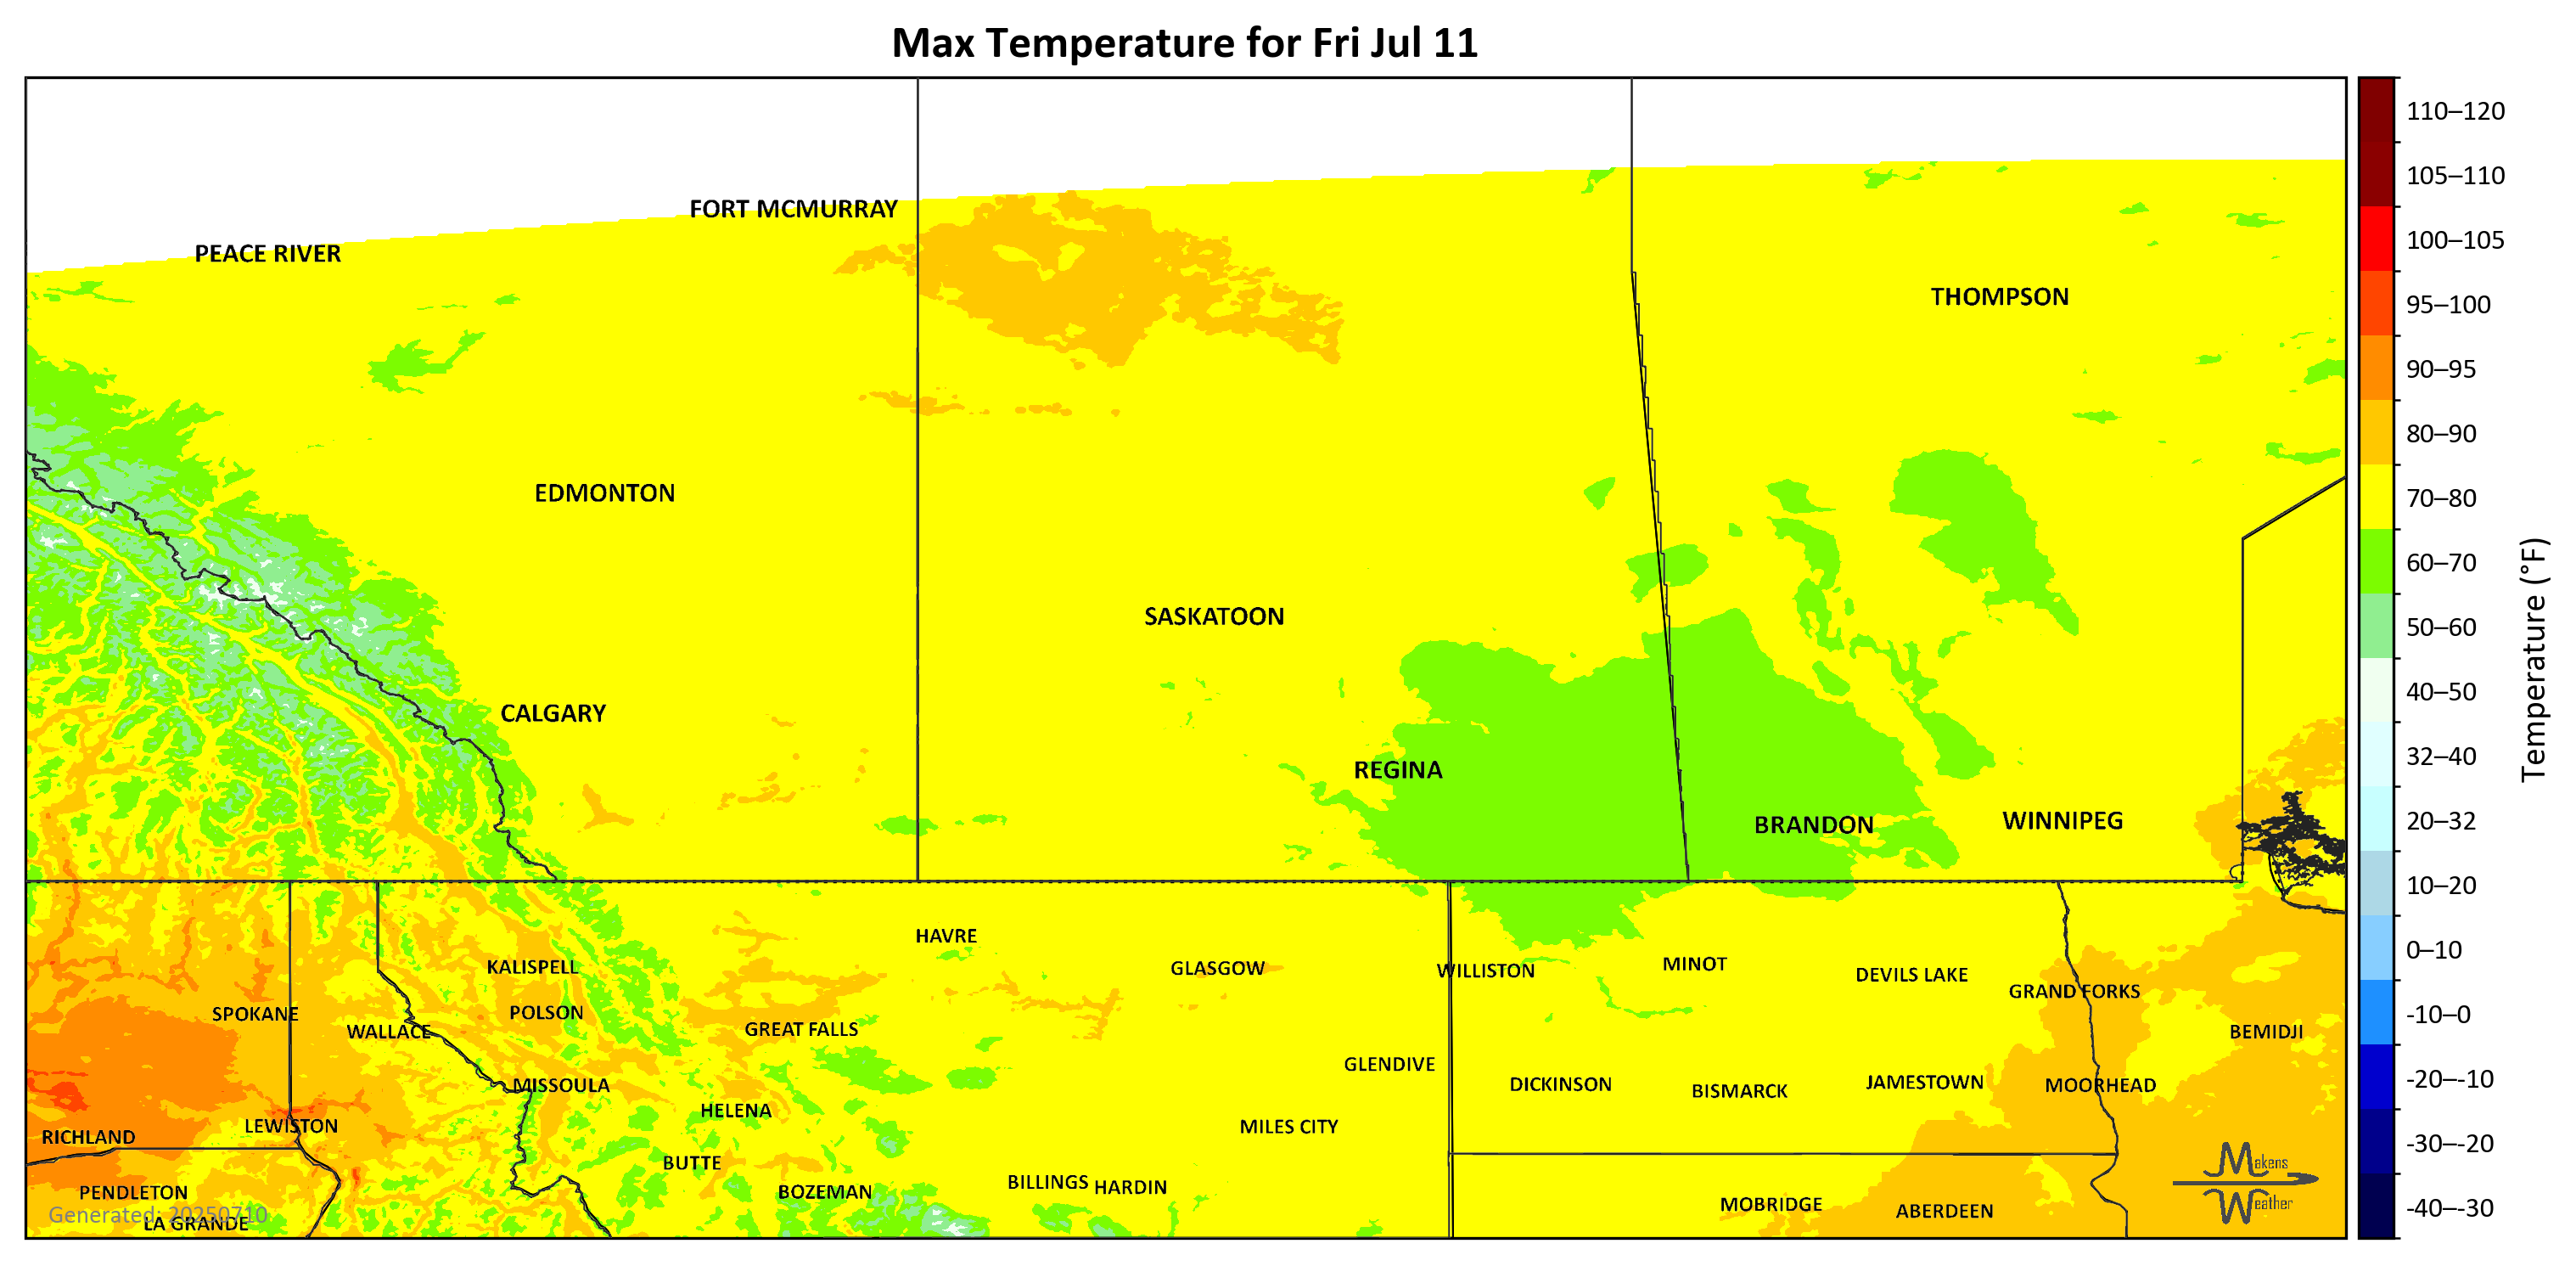 Max Temperature for Fri Jul 11
110–120
105–110
FORT MCMURRAY
100–105
PEACE RIVER
THOMPSON
95–100
90–95
80–90
EDMONTON
70–80
60–70
SASKATOON
50–60
Temperature (°F)
40–50
CALGARY
32–40
REGINA
BRANDON
WINNIPEG
20–32
10–20
HAVRE
0–10
KALISPELL
GLASGOW
WILLISTON
MINOT
DEVILS LAKE
GRAND FORKS
SPOKANE
POLSON
-10–0
WALLACE
GREAT FALLS
BEMIDJI
GLENDIVE
-20–-10
MISSOULA
DICKINSON
BISMARCK
JAMESTOWN
MOORHEAD
HELENA
LEWISTON
MILES CITY
RICHLAND
-30–-20
BUTTE
Makens
Weather
PENDLETON
BOZEMAN
BILLINGS
HARDIN
MOBRIDGE
ABERDEEN
-40–-30
Generated: 20250710
LA GRANDE